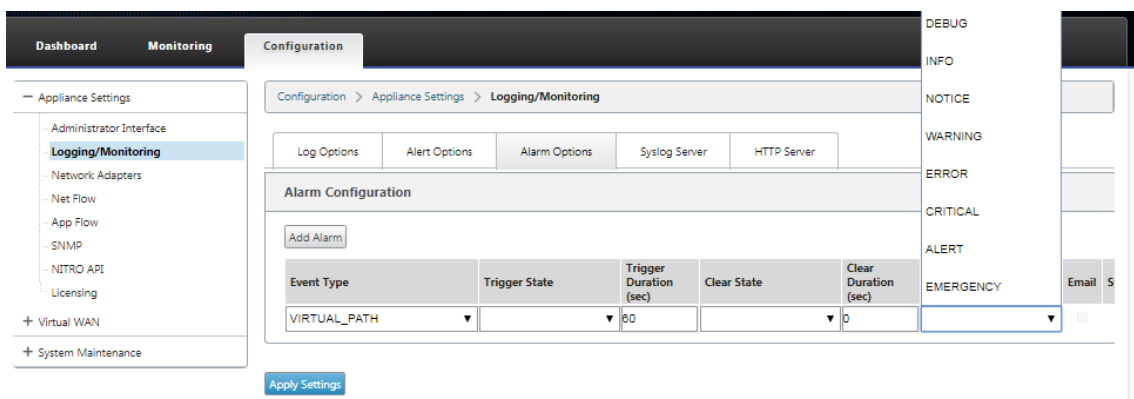 Dashboard Monitoring Configuration
DEBUG
INFO
NOTICE
WARNING
ERROR
CRITICAL
ALERT
EMERGENCY
Appliance Settings
Administrator Interface
Logging/Monitoring
Network Adapters
Net Flow
App Flow
SNMP
NITRO API
Licensing
Virtual WAN
System Maintenance
Configuration > Appliance Settings > Logging/Monitoring
Log Options Alert Options Alarm Options Syslog Server HTTP Server
Alarm Configuration
Add Alarm
Event Type Trigger State Trigger Duration (sec) Clear State Clear Duration (sec) Email S
VIRTUAL_PATH 60 0
Apply Settings